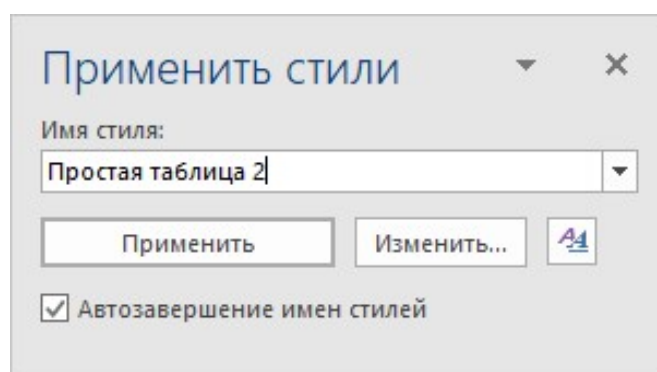 Применить стили
Имя стиля:
Простая таблица 2
Применить Изменить...
Автозавершение имен стилей